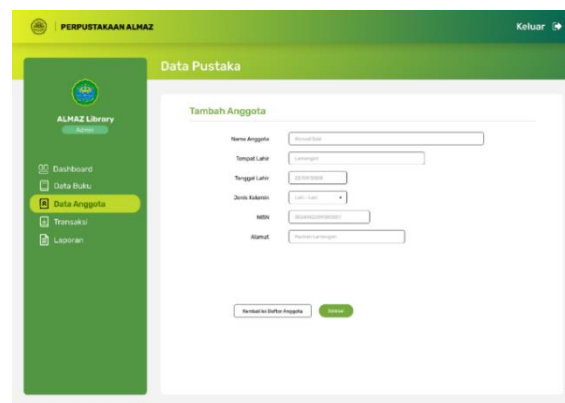 PERPUSTAKAAN ALMAZ
Keluar
Data Pustaka
ALMAZ Library
Admin
Dashboard
Data Buku
Data Anggota
Transaksi
Laporan
Tambah Anggota
Nama Anggota
Tempat Lahir
Lamongan
Tanggal Lahir
Jenis Kelamin
Laki - Laki
NISN
Alamat
Kembali ke Daftar Anggota